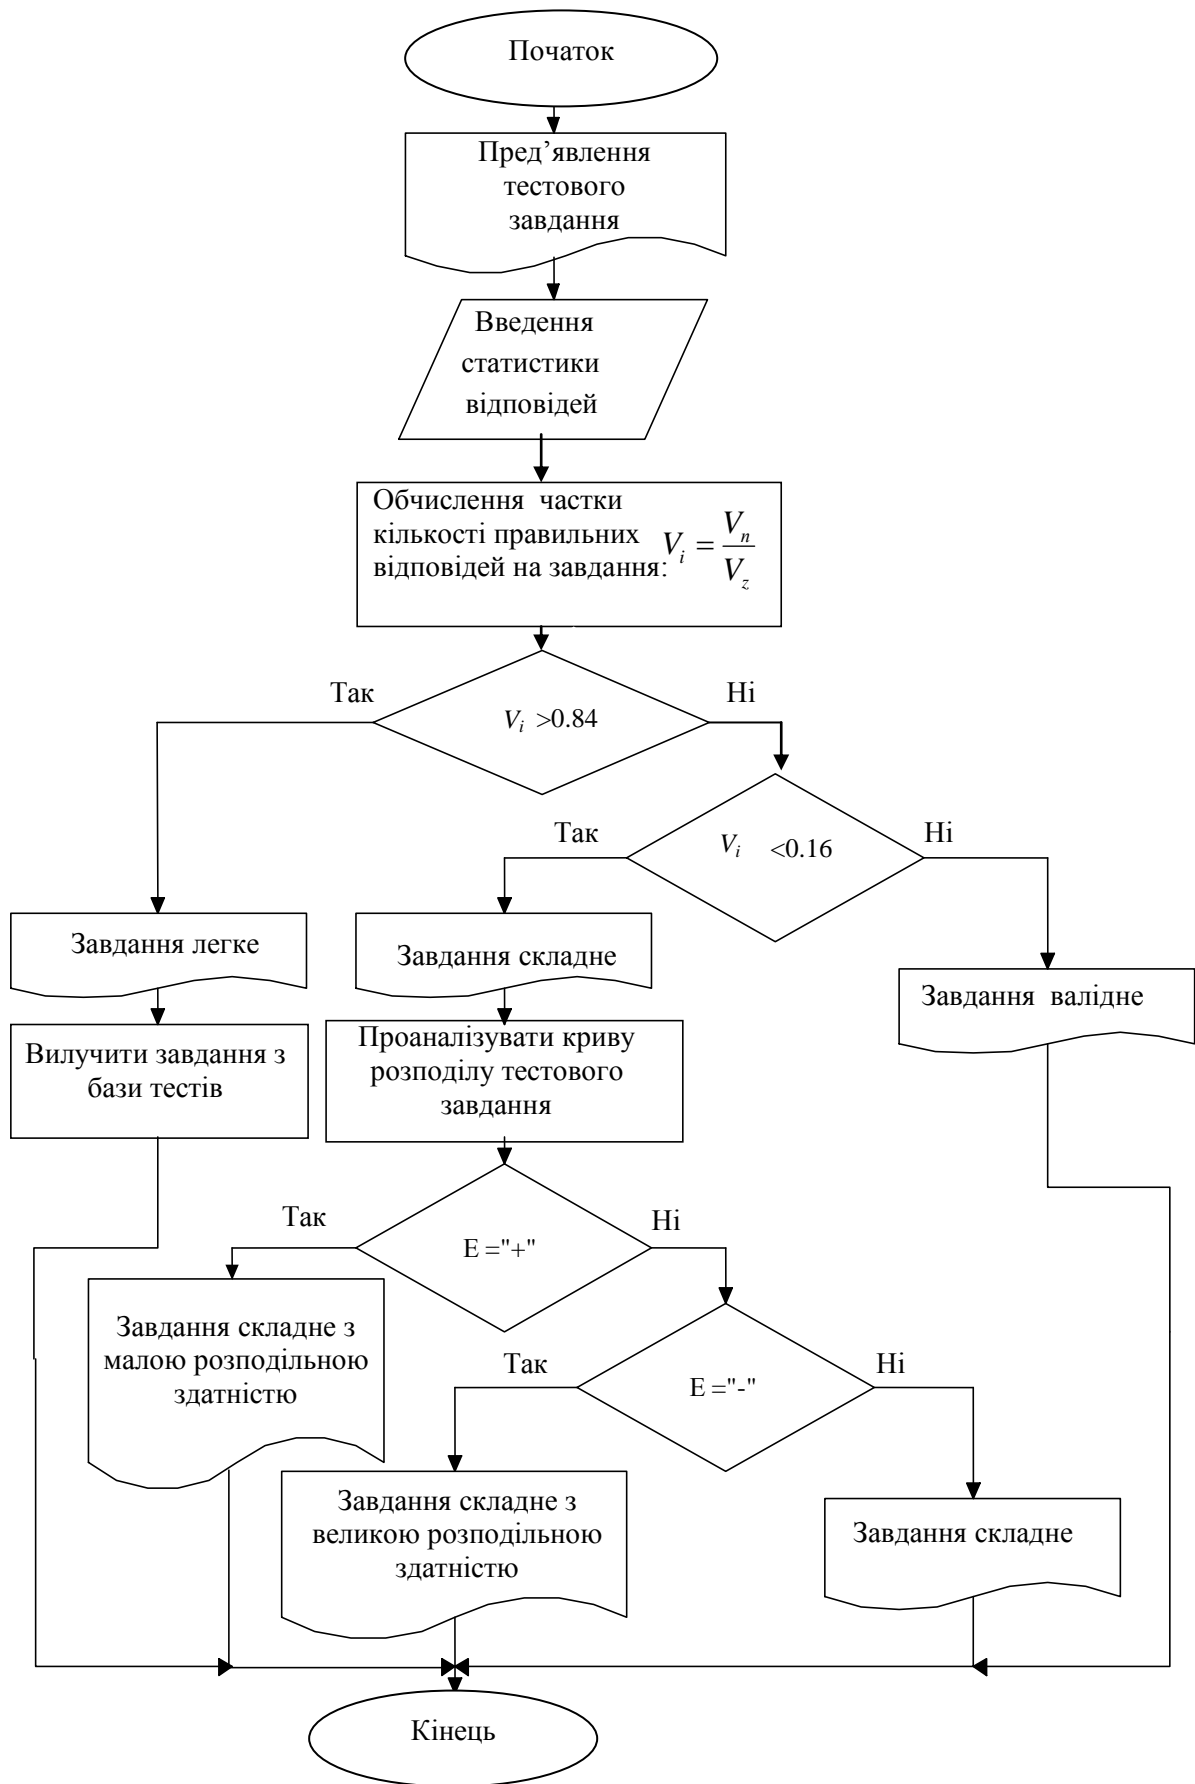 Початок
Пред’явлення
тестового
завдання
Введення
статистики
відповідей
Обчислення частки
кількості правильних
відповідей на завдання:
V_i = V_n / V_z
Так
Ні
V_i >0.84
Так
Ні
V_i <0.16
Завдання легке
Завдання складне
Завдання валідне
Вилучити завдання з
бази тестів
Проаналізувати криву
розподілу тестового
завдання
Так
Ні
E ="+"
Завдання складне з
малою розподільною
здатністю
Так
Ні
E ="-"
Завдання складне з
великою розподільною
здатністю
Завдання складне
Кінець